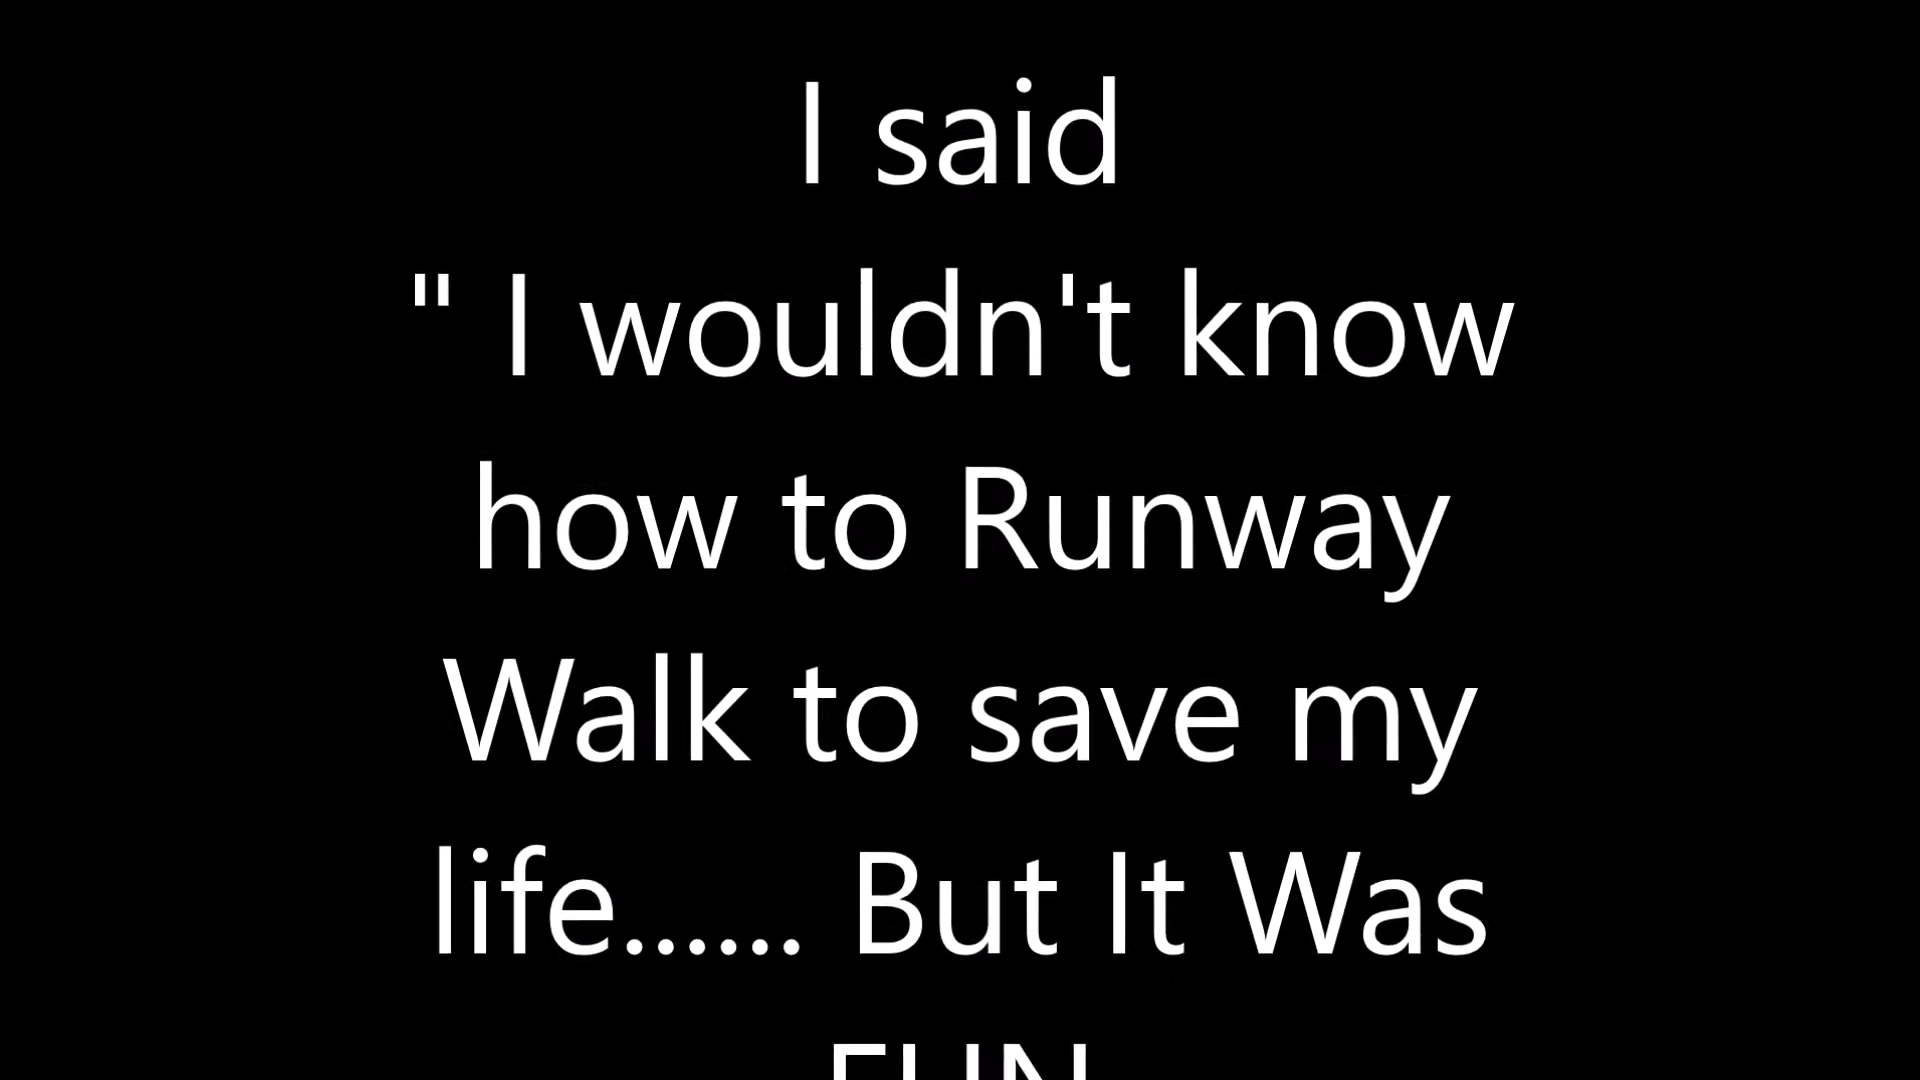 I said
" I wouldn't know
how to Runway
Walk to save my
life...... But It Was
FUN